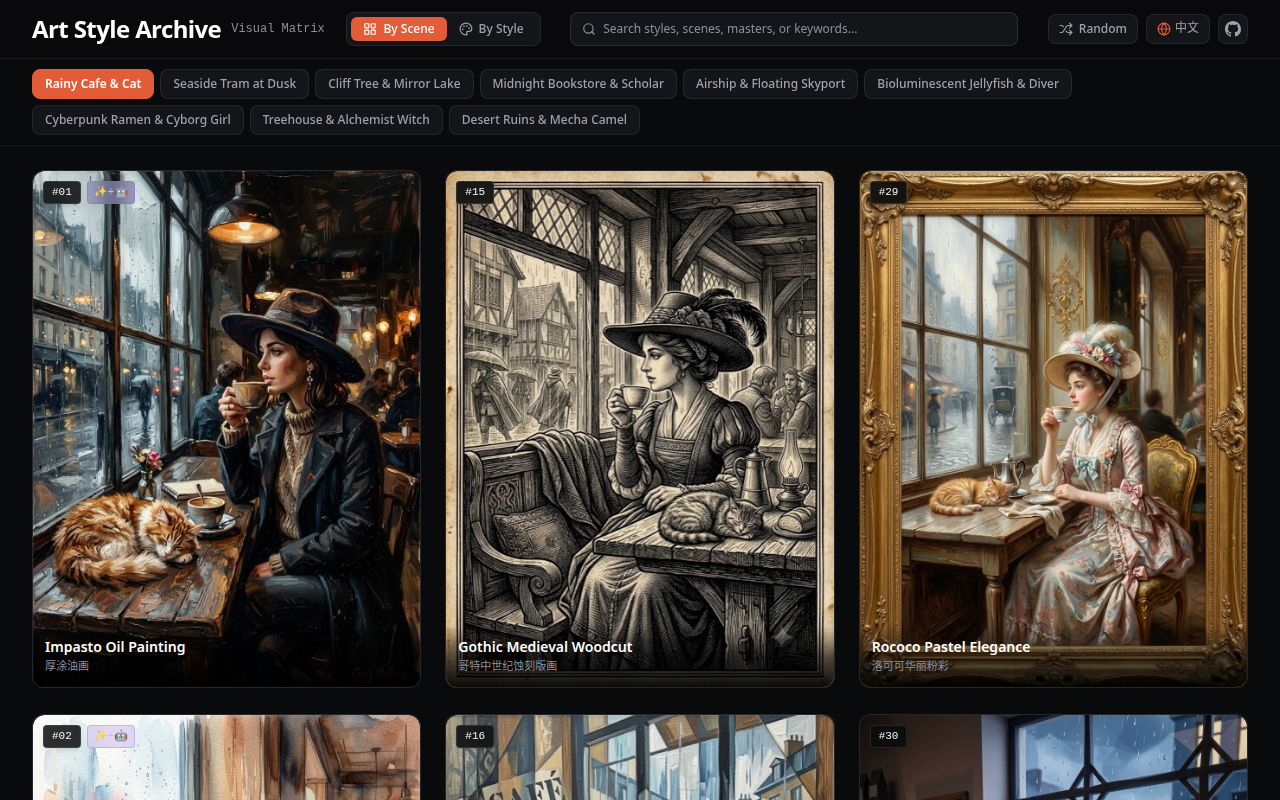 Art Style Archive Visual Matrix By Scene By Style Search styles, scenes, masters, or keywords... Random 中文
Rainy Cafe & Cat Seaside Tram at Dusk Cliff Tree & Mirror Lake Midnight Bookstore & Scholar Airship & Floating Skyport Bioluminescent Jellyfish & Diver
Cyberpunk Ramen & Cyborg Girl Treehouse & Alchemist Witch Desert Ruins & Mecha Camel
#01 ✨+🤖
#15
#29
Impasto Oil Painting
厚涂油画
Gothic Medieval Woodcut
哥特中世纪蚀刻版画
Rococo Pastel Elegance
洛可可华丽粉彩
#02 ✨+🤖
#16
CAFÉ
#30